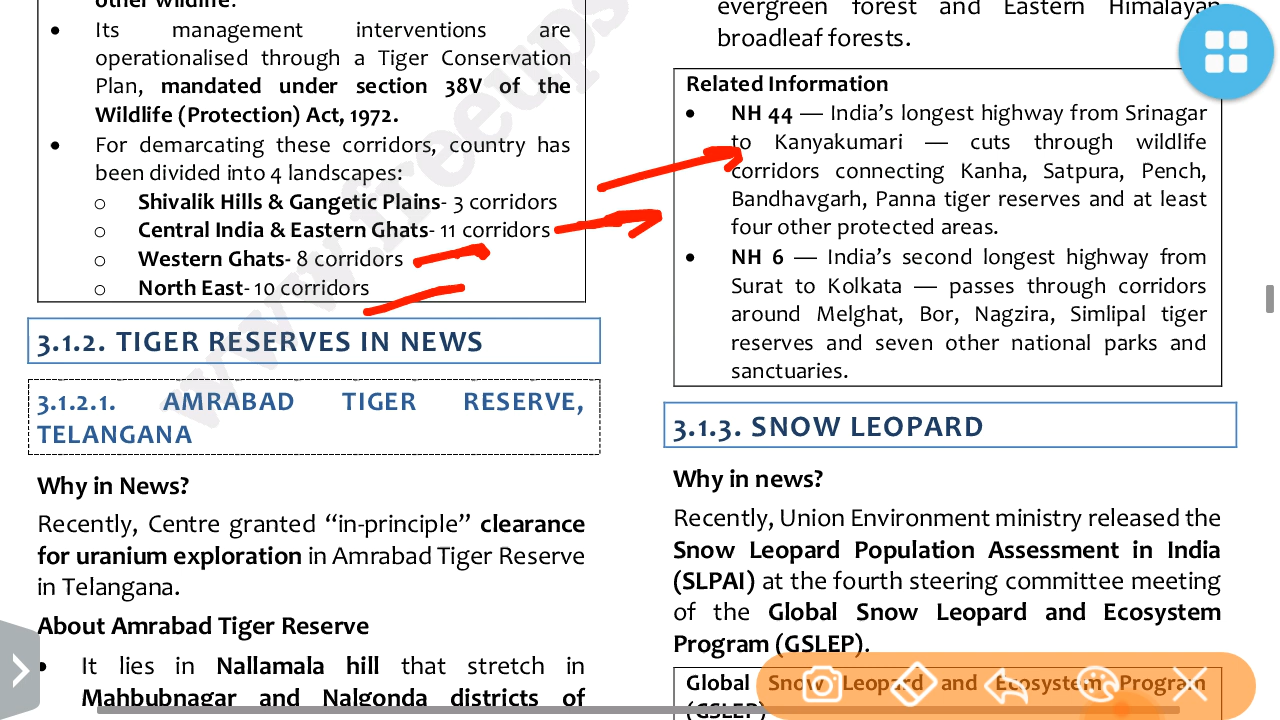 other wildlife.
• Its management interventions are
operationalised through a Tiger Conservation
Plan, mandated under section 38V of the
Wildlife (Protection) Act, 1972.
• For demarcating these corridors, country has
been divided into 4 landscapes:
o Shivalik Hills & Gangetic Plains- 3 corridors
o Central India & Eastern Ghats- 11 corridors
o Western Ghats- 8 corridors
o North East- 10 corridors
3.1.2. TIGER RESERVES IN NEWS
3.1.2.1. AMRABAD TIGER RESERVE,
TELANGANA
Why in News?
Recently, Centre granted “in-principle” clearance
for uranium exploration in Amrabad Tiger Reserve
in Telangana.
About Amrabad Tiger Reserve
• It lies in Nallamala hill that stretch in
Mahbubnagar and Nalgonda districts of
evergreen forest and Eastern Himalayan
broadleaf forests.
Related Information
• NH 44 — India’s longest highway from Srinagar
to Kanyakumari — cuts through wildlife
corridors connecting Kanha, Satpura, Pench,
Bandhavgarh, Panna tiger reserves and at least
four other protected areas.
• NH 6 — India’s second longest highway from
Surat to Kolkata — passes through corridors
around Melghat, Bor, Nagzira, Simlipal tiger
reserves and seven other national parks and
sanctuaries.
3.1.3. SNOW LEOPARD
Why in news?
Recently, Union Environment ministry released the
Snow Leopard Population Assessment in India
(SLPAI) at the fourth steering committee meeting
of the Global Snow Leopard and Ecosystem
Program (GSLEP).
Global Snow Leopard and Ecosystem Program
(GSLEP)
www.freeups